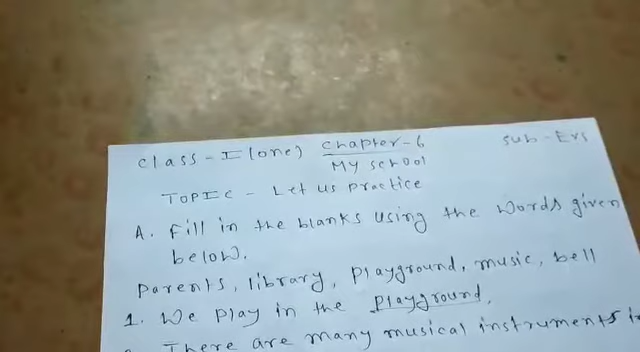 Class - I (one) Chapter - 6 Sub - EVS
My school
TOPIC - Let us practice
A. Fill in the blanks using the words given
below.
Parents, library, playground, music, bell
1. We play in the playground.
There are many musical instruments